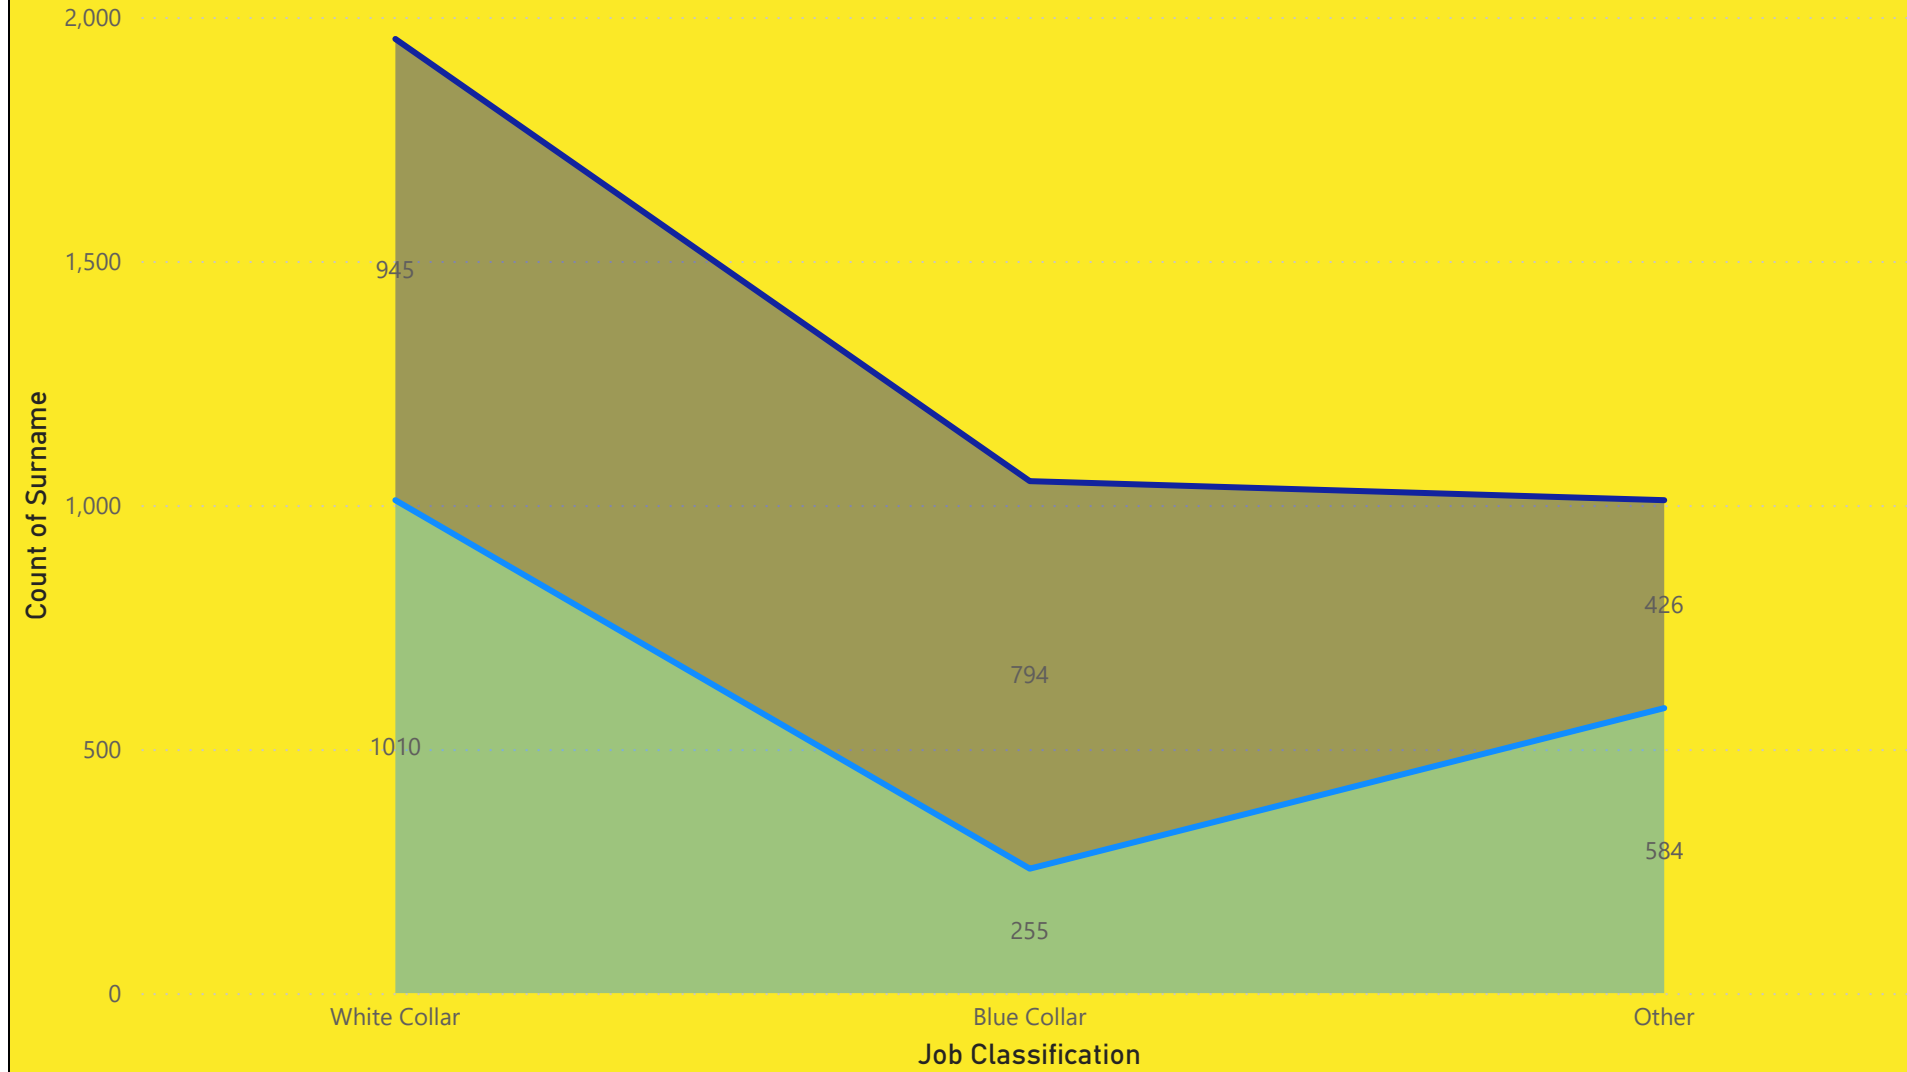 2,000
1,500
1,000
500
0
Count of Surname
945
1010
794
255
426
584
White Collar
Blue Collar
Other
Job Classification